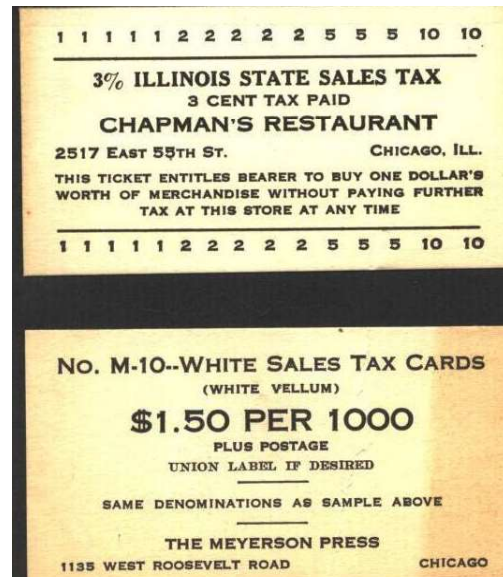 1 1 1 1 1 2 2 2 2 2 5 5 5 10 10
3% ILLINOIS STATE SALES TAX
3 CENT TAX PAID
CHAPMAN'S RESTAURANT
2517 EAST 55TH ST. CHICAGO, ILL.
THIS TICKET ENTITLES BEARER TO BUY ONE DOLLAR'S
WORTH OF MERCHANDISE WITHOUT PAYING FURTHER
TAX AT THIS STORE AT ANY TIME
1 1 1 1 1 2 2 2 2 2 5 5 5 10 10
NO. M-10--WHITE SALES TAX CARDS
(WHITE VELLUM)
$1.50 PER 1000
PLUS POSTAGE
UNION LABEL IF DESIRED
SAME DENOMINATIONS AS SAMPLE ABOVE
THE MEYERSON PRESS
1135 WEST ROOSEVELT ROAD CHICAGO